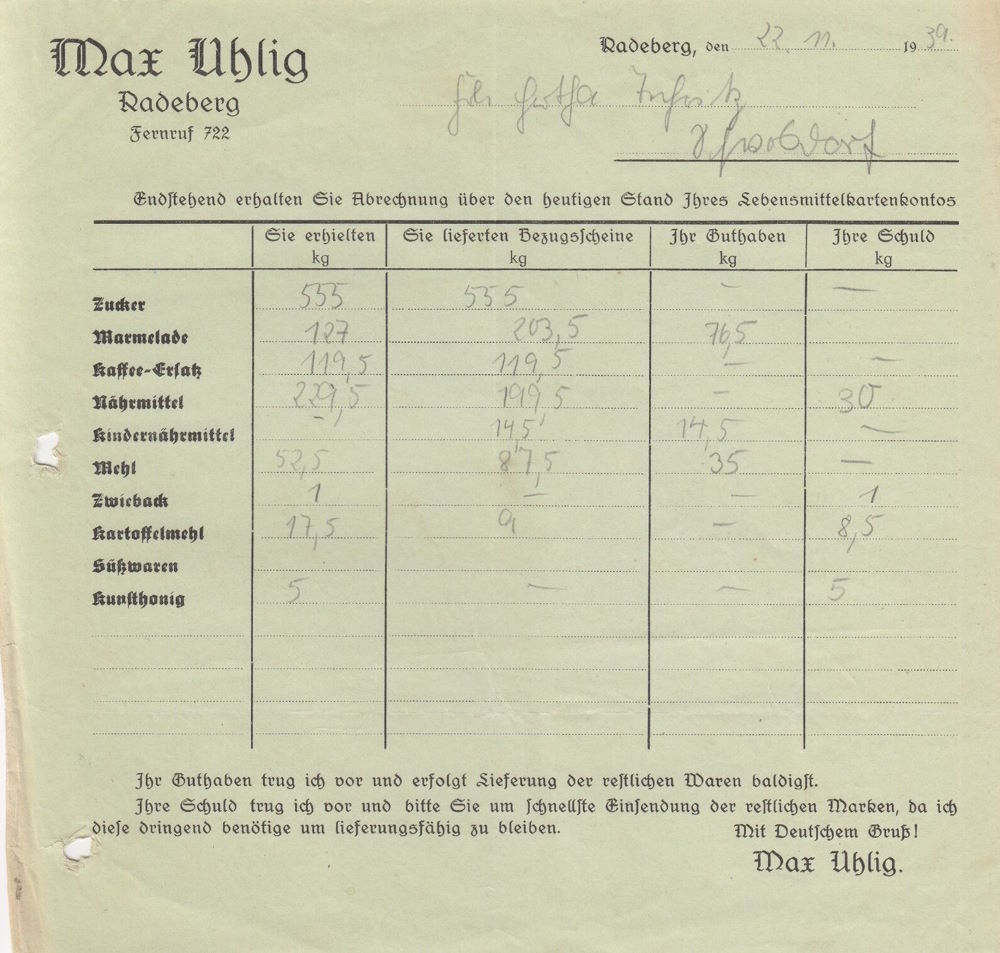 Max Uhlig
Radeberg
Fernruf 722
Radeberg, den 22. 11. 1939.
Hertha
Endstehend erhalten Sie Abrechnung über den heutigen Stand Ihres Lebensmittelkartenkontos
Sie erhielten kg Sie lieferten Bezugsscheine kg Ihr Guthaben kg Ihre Schuld kg
Zucker 555 555 — —
Marmelade 127 203,5 76,5
Kaffee-Ersatz 119,5 119,5 — —
Nährmittel 229,5 199,5 — 30
Kindernährmittel — 14,5 14,5 —
Mehl 52,5 87,5 35 —
Zwieback 1 — — 1
Kartoffelmehl 17,5 9 — 8,5
Süßwaren
Kunsthonig 5 — — 5
Ihr Guthaben trug ich vor und erfolgt Lieferung der restlichen Waren baldigst.
Ihre Schuld trug ich vor und bitte Sie um schnellste Einsendung der restlichen Marken, da ich
diese dringend benötige um lieferungsfähig zu bleiben.
Mit Deutschem Gruß!
Max Uhlig.